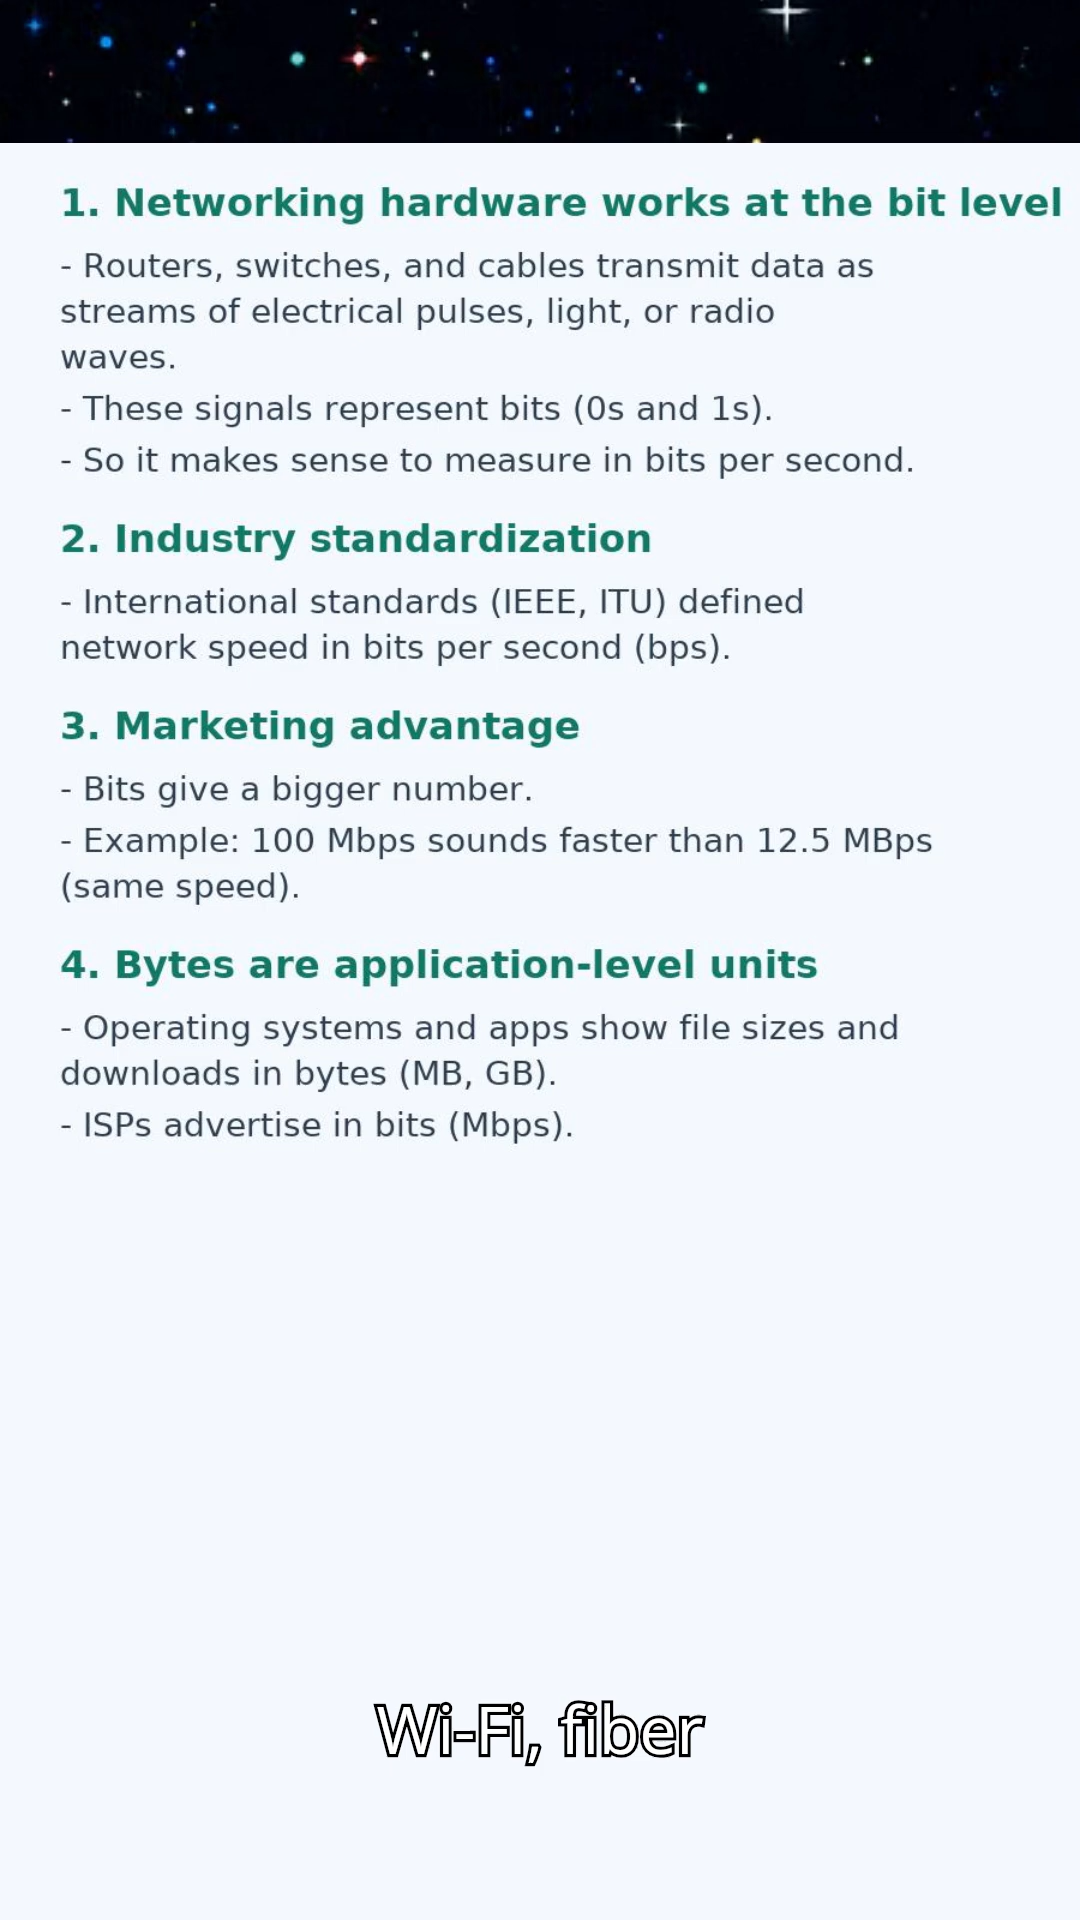 1. Networking hardware works at the bit level
- Routers, switches, and cables transmit data as
streams of electrical pulses, light, or radio
waves.
- These signals represent bits (0s and 1s).
- So it makes sense to measure in bits per second.
2. Industry standardization
- International standards (IEEE, ITU) defined
network speed in bits per second (bps).
3. Marketing advantage
- Bits give a bigger number.
- Example: 100 Mbps sounds faster than 12.5 MBps
(same speed).
4. Bytes are application-level units
- Operating systems and apps show file sizes and
downloads in bytes (MB, GB).
- ISPs advertise in bits (Mbps).
Wi-Fi, fiber